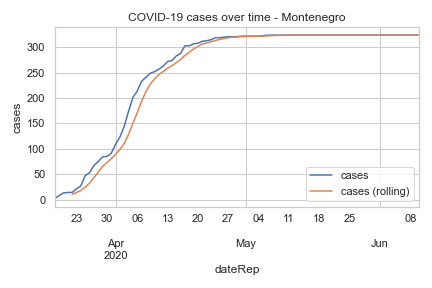 COVID-19 cases over time - Montenegro
300
250
200
150
100
50
0
cases
cases
cases (rolling)
23 30 06 13 20 27 04 11 18 25 08
Apr May Jun
2020
dateRep